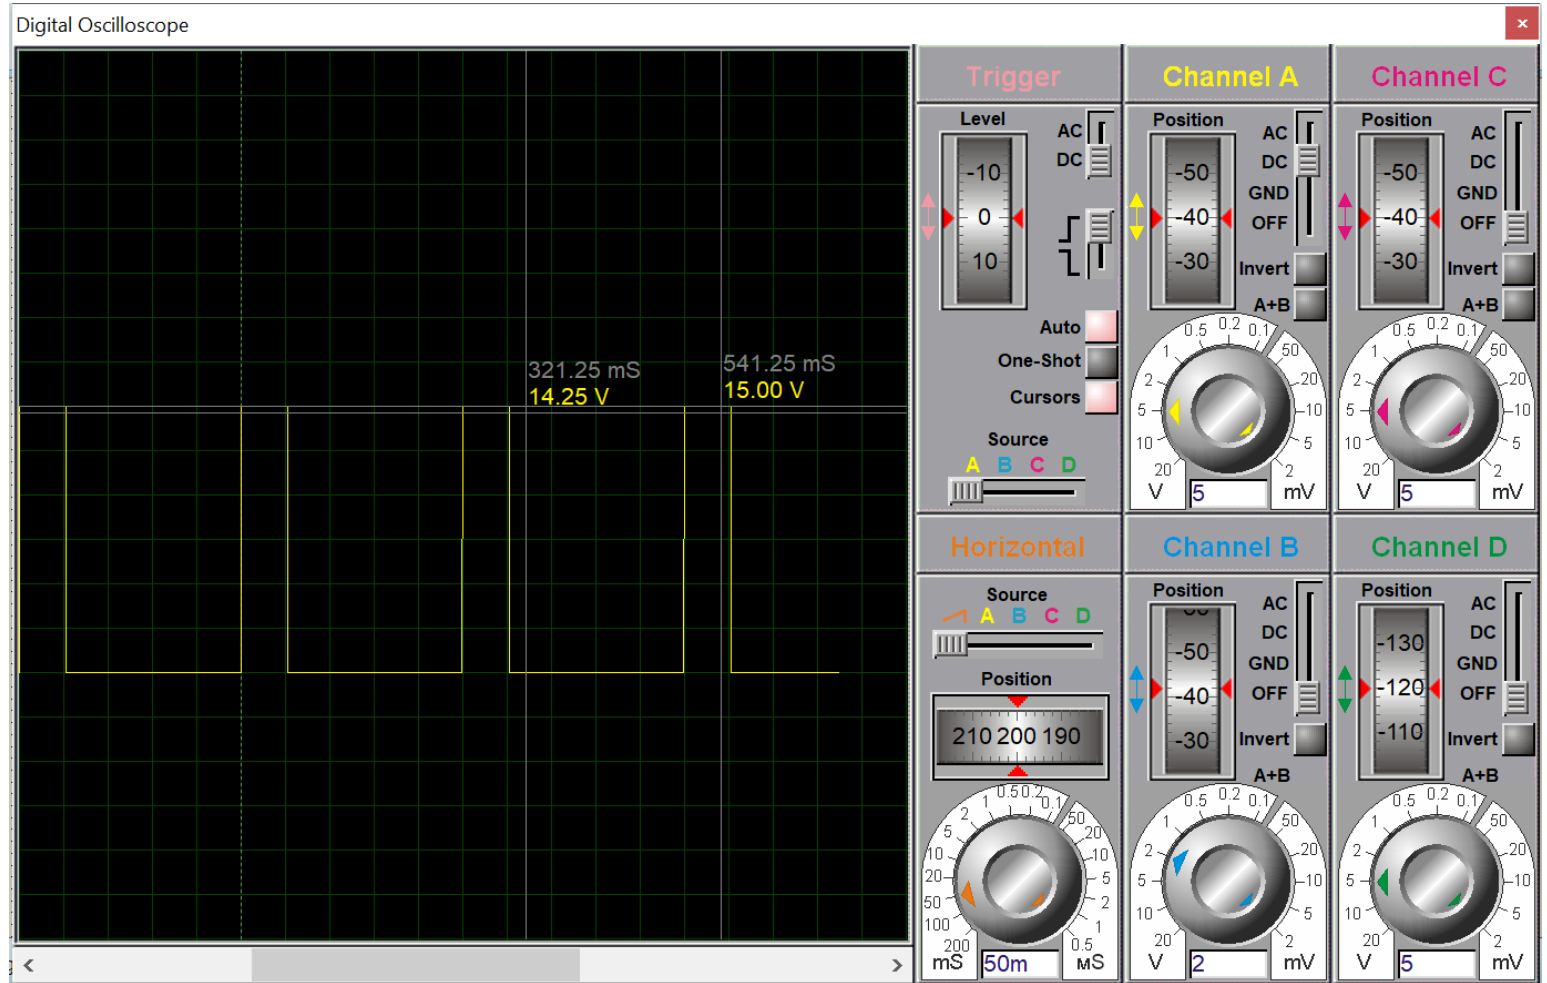 Digital Oscilloscope
321.25 mS
14.25 V
541.25 mS
15.00 V
Trigger
Level
-10
0
10
AC
DC
Auto
One-Shot
Cursors
Source
A B C D
Channel A
Position
-50
-40
-30
AC
DC
GND
OFF
Invert
A+B
20 10 5 2 1 0.5 0.2 0.1 50 20 10 5 2
V 5 mV
Channel C
Position
-50
-40
-30
AC
DC
GND
OFF
Invert
A+B
20 10 5 2 1 0.5 0.2 0.1 50 20 10 5 2
V 5 mV
Horizontal
Source
A B C D
Position
210 200 190
200 100 50 20 10 5 2 1 0.5 0.2 0.1 50 20 10 5 2 1 0.5
mS 50m мS
Channel B
Position
-50
-40
-30
AC
DC
GND
OFF
Invert
A+B
20 10 5 2 1 0.5 0.2 0.1 50 20 10 5 2
V 2 mV
Channel D
Position
-130
-120
-110
AC
DC
GND
OFF
Invert
A+B
20 10 5 2 1 0.5 0.2 0.1 50 20 10 5 2
V 5 mV